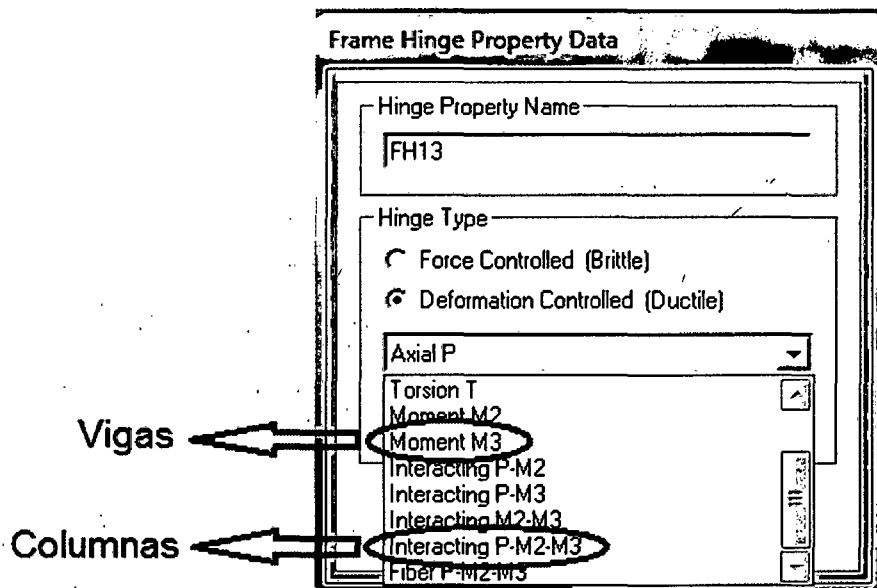 Frame Hinge Property Data
Hinge Property Name
FH13
Hinge Type
Force Controlled (Brittle)
Deformation Controlled (Ductile)
Axial P
Torsion T
Moment M2
Vigas
Moment M3
Interacting P-M2
Interacting P-M3
Interacting M2-M3
Columnas
Interacting P-M2-M3
Fiber P-M2-M3